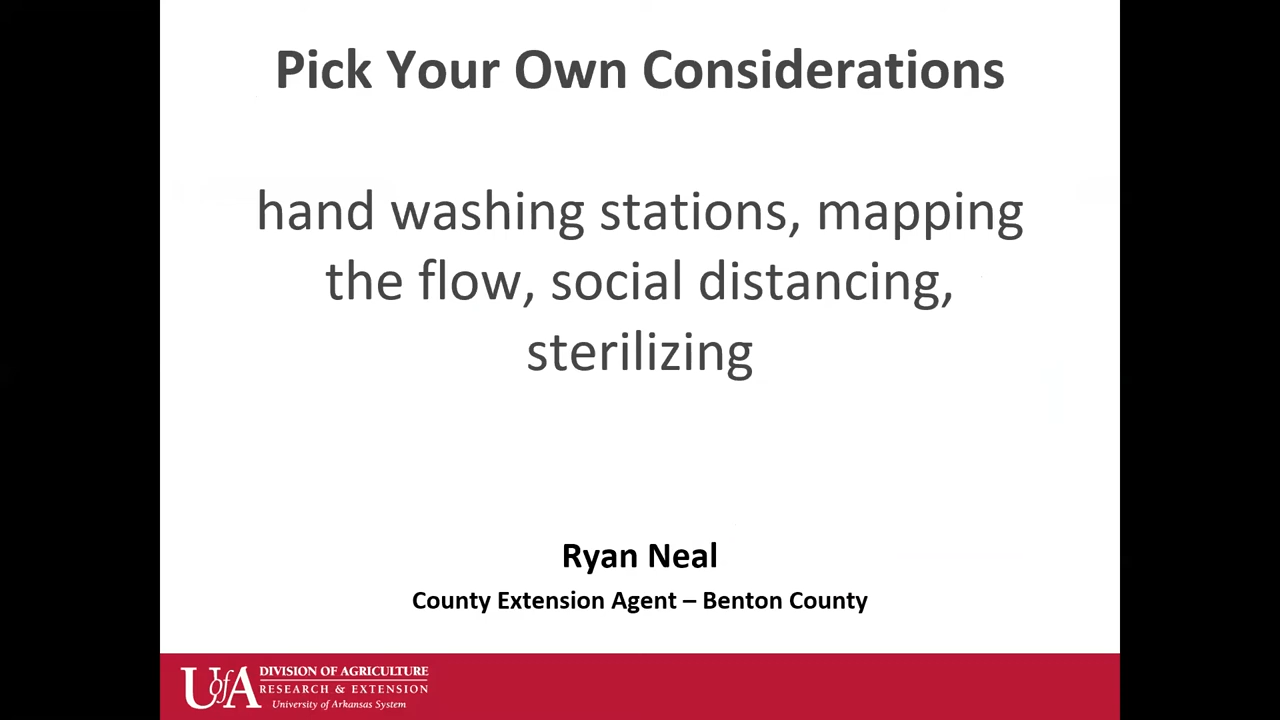 Pick Your Own Considerations
hand washing stations, mapping
the flow, social distancing,
sterilizing
Ryan Neal
County Extension Agent – Benton County
UofA
DIVISION OF AGRICULTURE
RESEARCH & EXTENSION
University of Arkansas System